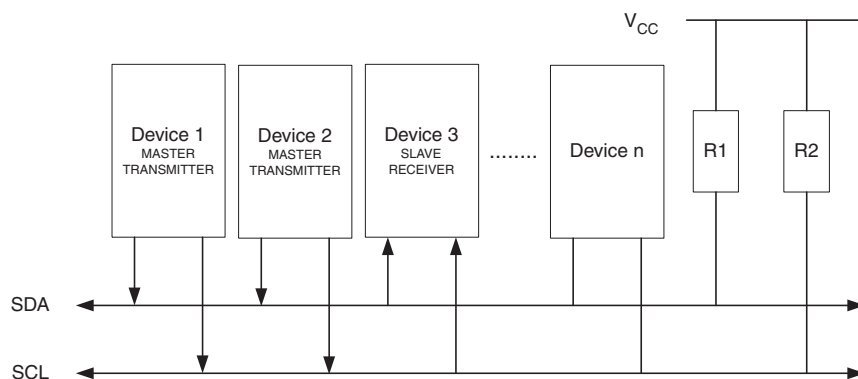 V_CC
Device 1
MASTER
TRANSMITTER
Device 2
MASTER
TRANSMITTER
Device 3
SLAVE
RECEIVER
........
Device n
R1
R2
SDA
SCL